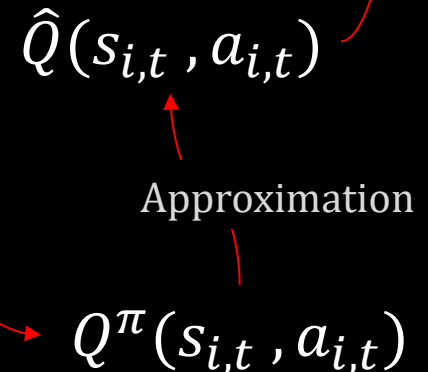 Q̂(s_{i,t} , a_{i,t})
Approximation
Q^π(s_{i,t} , a_{i,t})